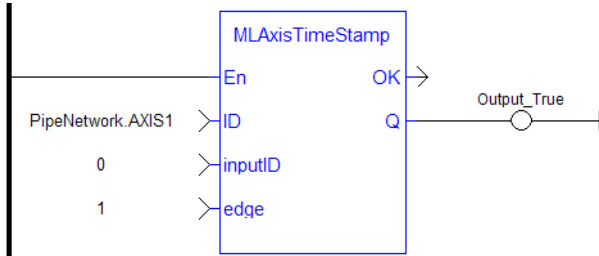 MLAxisTimeStamp
En OK
Output_True
PipeNetwork.AXIS1 ID Q
0 inputID
1 edge